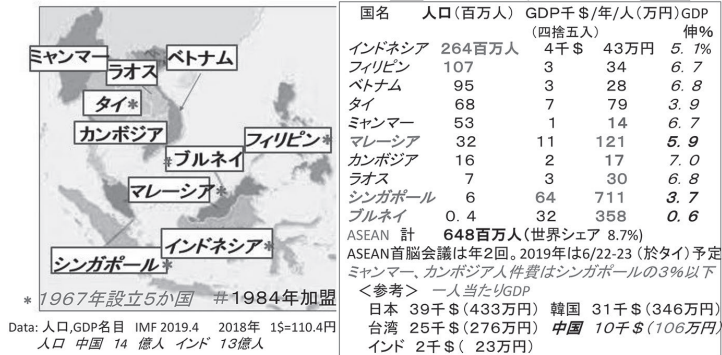 ミャンマー
ラオス
ベトナム
タイ*
カンボジア
フィリピン*
#ブルネイ
マレーシア*
インドネシア*
シンガポール*
* 1967年設立5か国 #1984年加盟
Data: 人口,GDP名目 IMF 2019.4 2018年 1$=110.4円
人口 中国 14 億人 インド 13億人
国名 人口(百万人) GDP千$/年/人(万円)GDP
(四捨五入) 伸%
インドネシア 264百万人 4千$ 43万円 5.1%
フィリピン 107 3 34 6.7
ベトナム 95 3 28 6.8
タイ 68 7 79 3.9
ミャンマー 53 1 14 6.7
マレーシア 32 11 121 5.9
カンボジア 16 2 17 7.0
ラオス 7 3 30 6.8
シンガポール 6 64 711 3.7
ブルネイ 0.4 32 358 0.6
ASEAN 計 648百万人(世界シェア 8.7%)
ASEAN首脳会議は年2回。2019年は6/22-23 (於タイ)予定
ミャンマー、カンボジア人件費はシンガポールの3%以下
<参考> 一人当たりGDP
日本 39千$(433万円) 韓国 31千$(346万円)
台湾 25千$(276万円) 中国 10千$(106万円)
インド 2千$( 23万円)